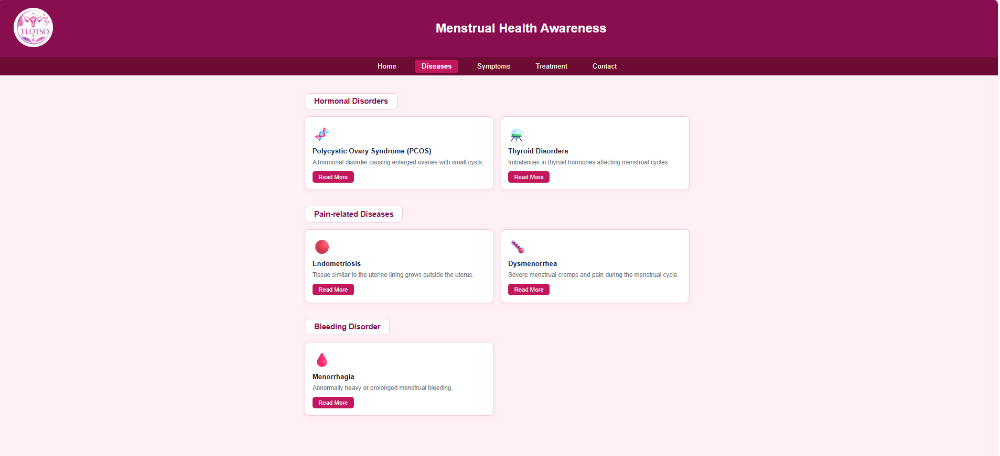 TLOTSO
Menstrual Health Awareness
Home Diseases Symptoms Treatment Contact
Hormonal Disorders
Polycystic Ovary Syndrome (PCOS)
A hormonal disorder causing enlarged ovaries with small cysts.
Read More
Thyroid Disorders
Imbalances in thyroid hormones affecting menstrual cycles.
Read More
Pain-related Diseases
Endometriosis
Tissue similar to the uterine lining grows outside the uterus.
Read More
Dysmenorrhea
Severe menstrual cramps and pain during the menstrual cycle.
Read More
Bleeding Disorder
Menorrhagia
Abnormally heavy or prolonged menstrual bleeding.
Read More